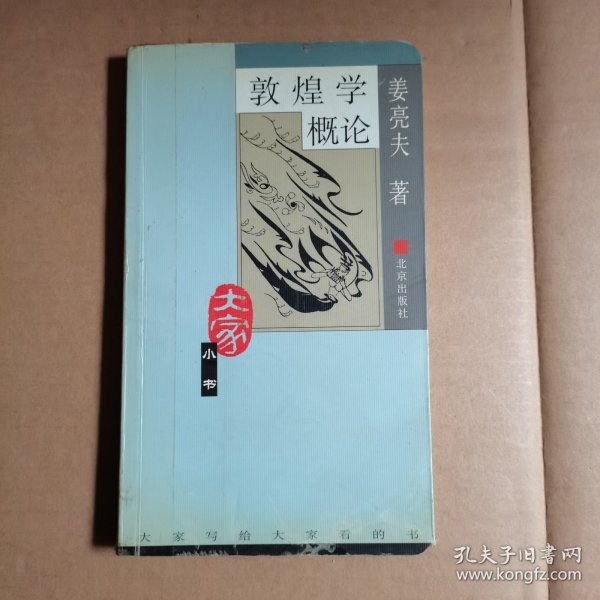 敦煌学
概论
姜亮夫 著
北京出版社
大家
小书
大家写给大家看的书
孔夫子旧书网
www.kongfz.com